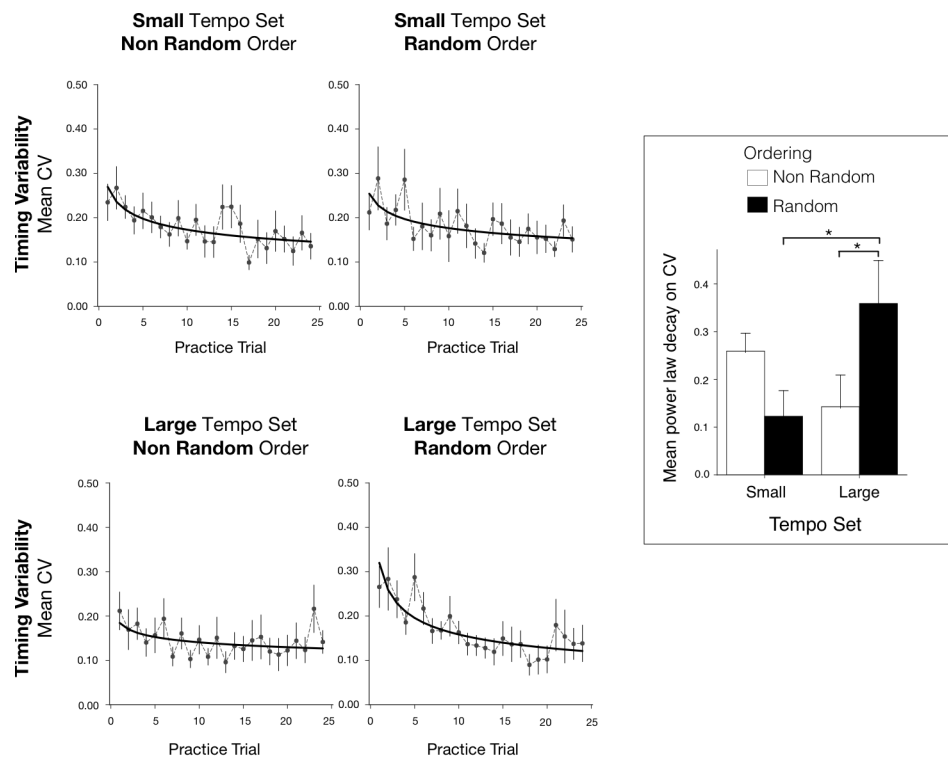 Small Tempo Set
Non Random Order
Small Tempo Set
Random Order
Timing Variability
Mean CV
0.50
0.40
0.30
0.20
0.10
0.00
0 5 10 15 20 25
Practice Trial
0.50
0.40
0.30
0.20
0.10
0.00
0 5 10 15 20 25
Practice Trial
Large Tempo Set
Non Random Order
Large Tempo Set
Random Order
Timing Variability
Mean CV
0.50
0.40
0.30
0.20
0.10
0.00
0 5 10 15 20 25
Practice Trial
0.50
0.40
0.30
0.20
0.10
0.00
0 5 10 15 20 25
Practice Trial
Ordering
Non Random
Random
*
*
Mean power law decay on CV
0.4
0.3
0.2
0.1
0.0
Small Large
Tempo Set